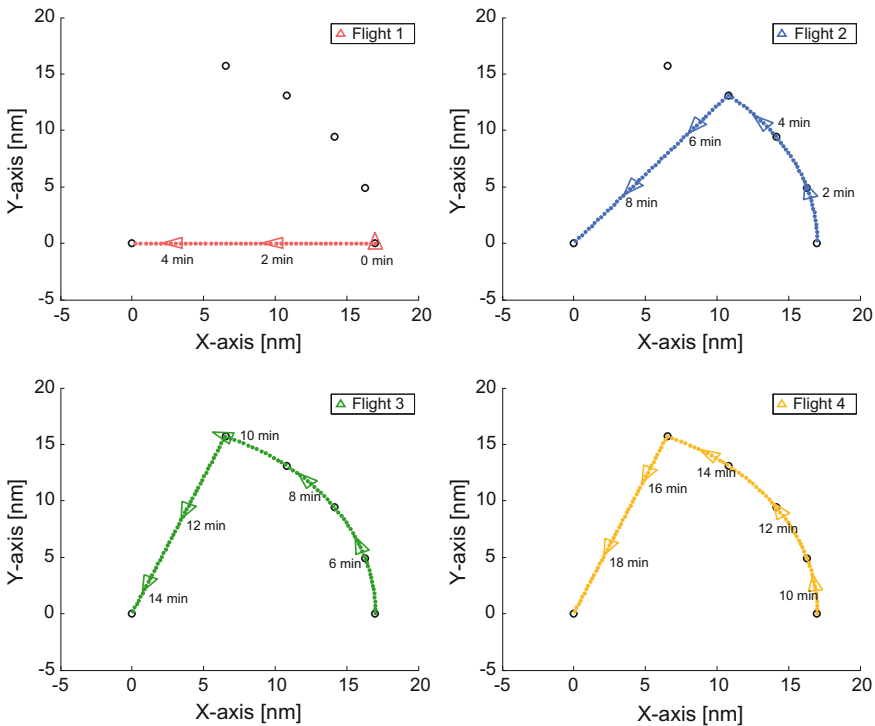 20
15
10
5
0
-5
Y-axis [nm]
Flight 1
4 min
2 min
0 min
-5
0
5
10
15
20
X-axis [nm]
20
15
10
5
0
-5
Y-axis [nm]
Flight 2
4 min
6 min
2 min
8 min
-5
0
5
10
15
20
X-axis [nm]
20
15
10
5
0
-5
Y-axis [nm]
Flight 3
10 min
8 min
12 min
6 min
14 min
-5
0
5
10
15
20
X-axis [nm]
20
15
10
5
0
-5
Y-axis [nm]
Flight 4
14 min
16 min
12 min
18 min
10 min
-5
0
5
10
15
20
X-axis [nm]